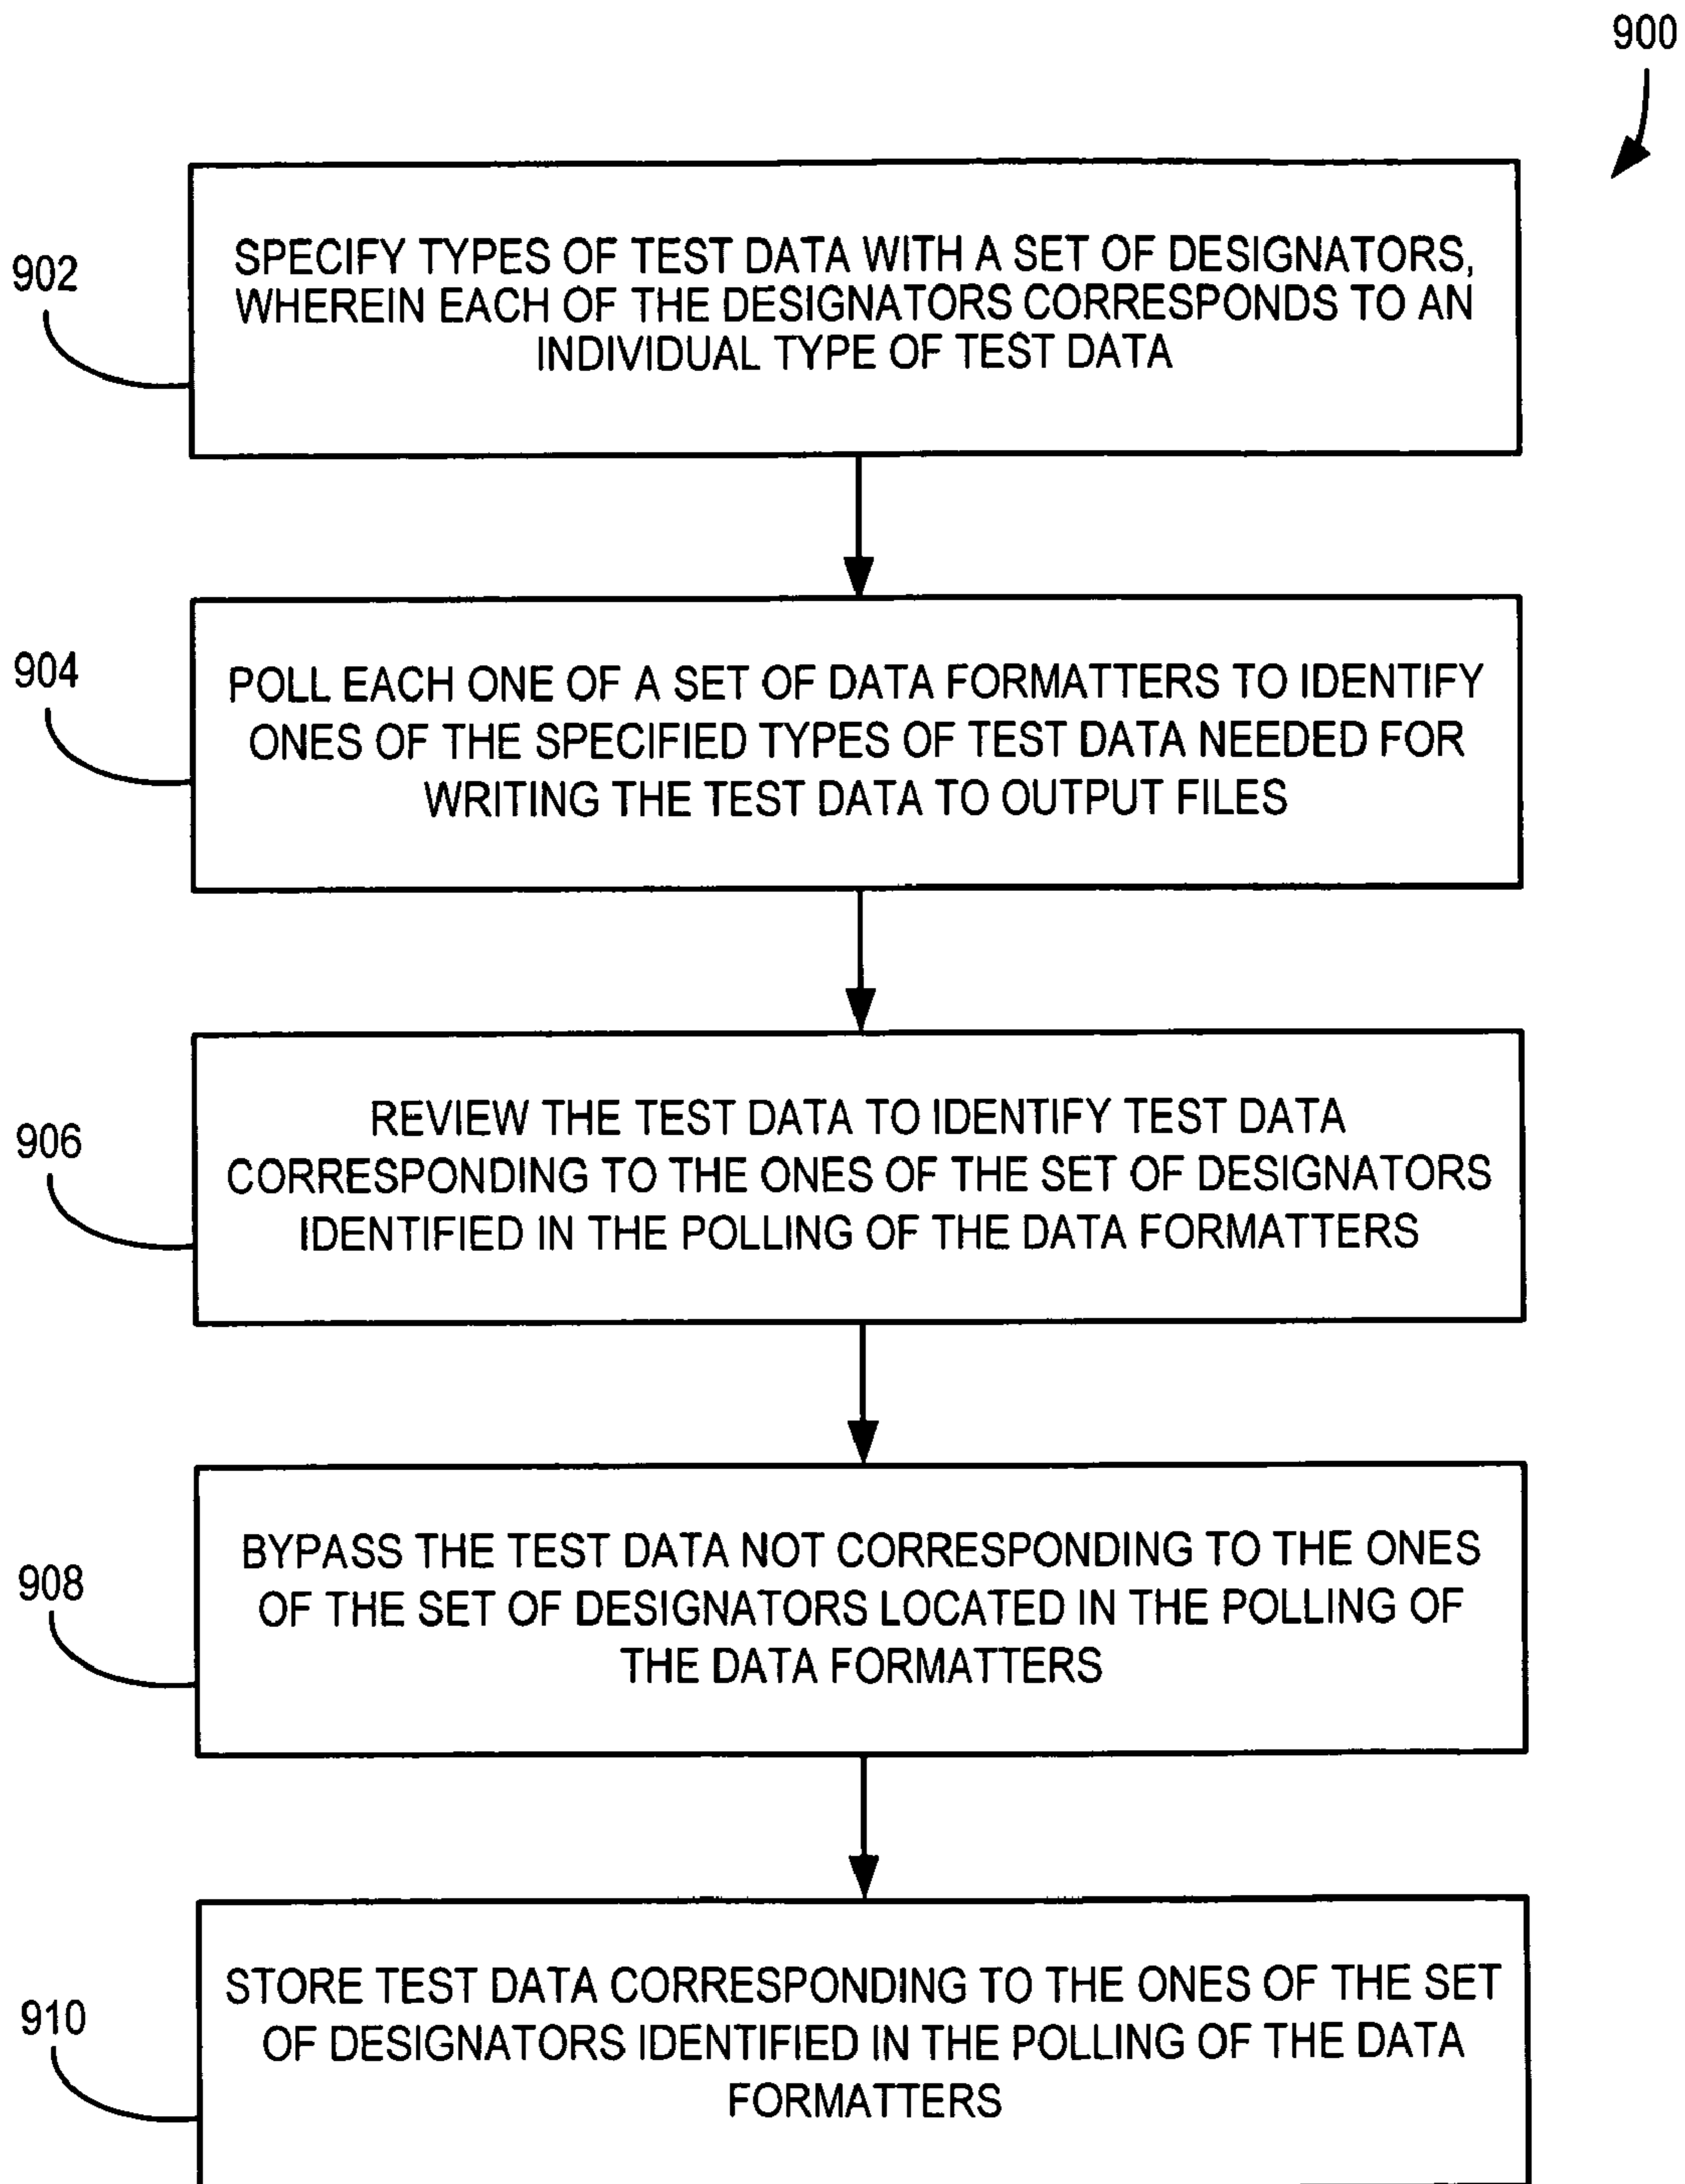 900
902
SPECIFY TYPES OF TEST DATA WITH A SET OF DESIGNATORS,
WHEREIN EACH OF THE DESIGNATORS CORRESPONDS TO AN
INDIVIDUAL TYPE OF TEST DATA
904
POLL EACH ONE OF A SET OF DATA FORMATTERS TO IDENTIFY
ONES OF THE SPECIFIED TYPES OF TEST DATA NEEDED FOR
WRITING THE TEST DATA TO OUTPUT FILES
906
REVIEW THE TEST DATA TO IDENTIFY TEST DATA
CORRESPONDING TO THE ONES OF THE SET OF DESIGNATORS
IDENTIFIED IN THE POLLING OF THE DATA FORMATTERS
908
BYPASS THE TEST DATA NOT CORRESPONDING TO THE ONES
OF THE SET OF DESIGNATORS LOCATED IN THE POLLING OF
THE DATA FORMATTERS
910
STORE TEST DATA CORRESPONDING TO THE ONES OF THE SET
OF DESIGNATORS IDENTIFIED IN THE POLLING OF THE DATA
FORMATTERS